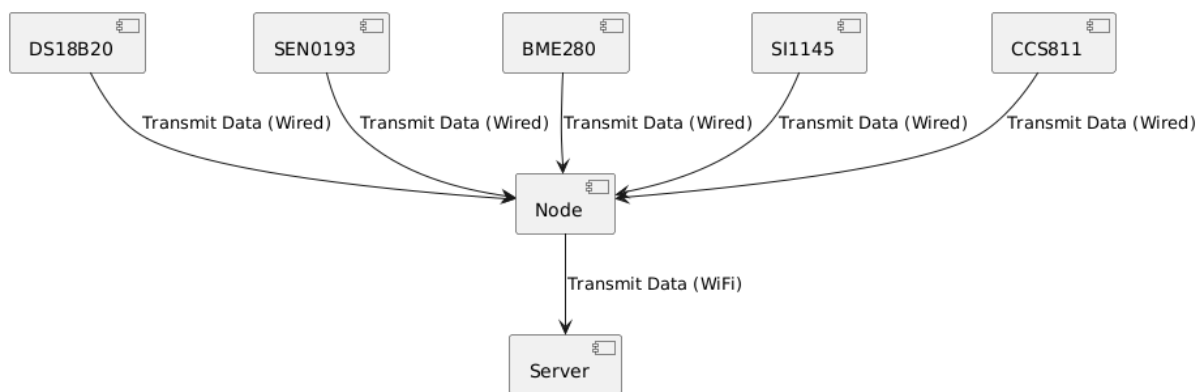 DS18B20
SEN0193
BME280
SI1145
CCS811
Transmit Data (Wired)
Transmit Data (Wired)
Transmit Data (Wired)
Transmit Data (Wired)
Transmit Data (Wired)
Node
Transmit Data (WiFi)
Server